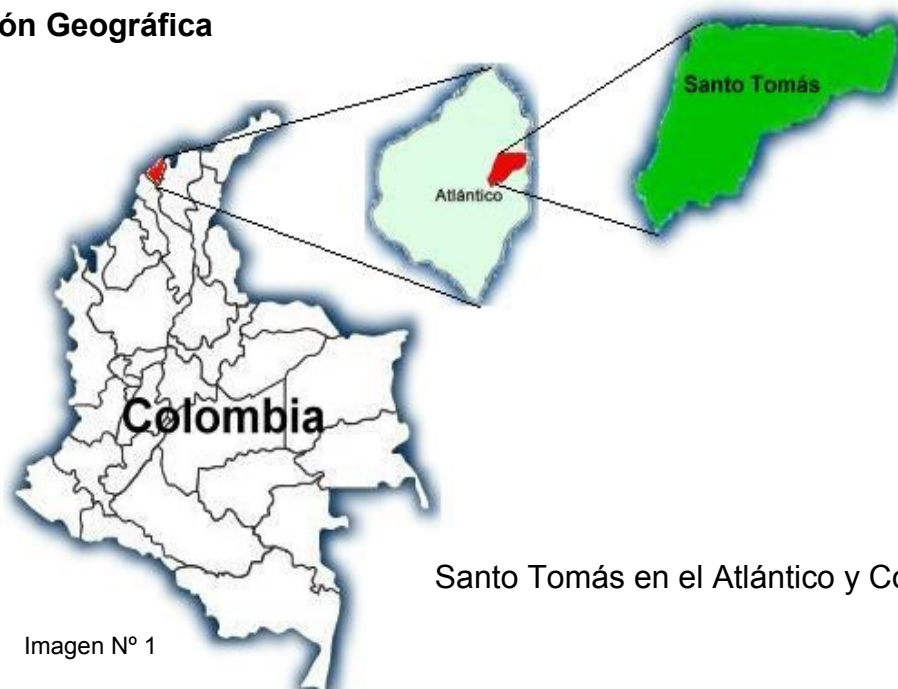 ón Geográfica
Santo Tomás
Atlántico
Colombia
Santo Tomás en el Atlántico y Co
Imagen Nº 1